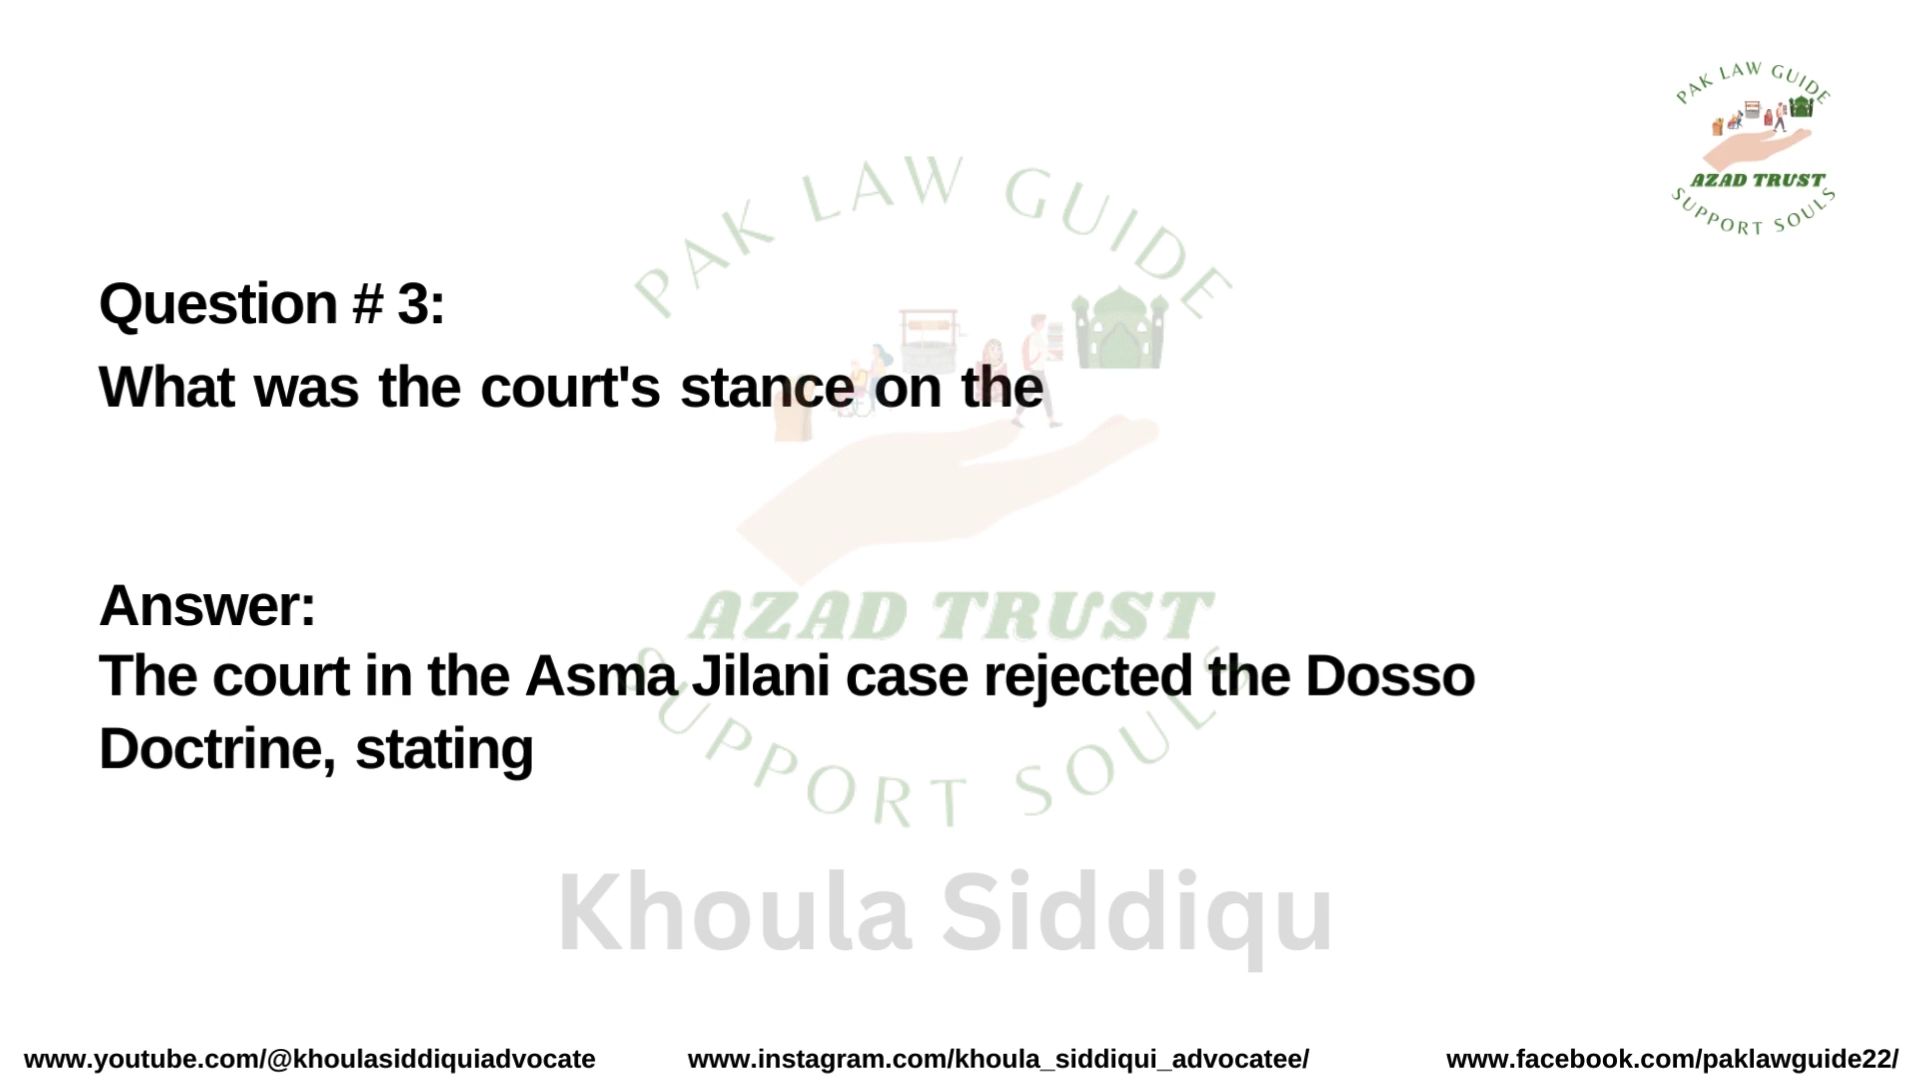 PAK LAW GUIDE
AZAD TRUST
SUPPORT SOULS
PAK LAW GUIDE
Question # 3:
What was the court's stance on the
Answer:
AZAD TRUST
The court in the Asma Jilani case rejected the Dosso
Doctrine, stating
SUPPORT SOULS
Khoula Siddiqu
www.youtube.com/@khoulasiddiquiadvocate
www.instagram.com/khoula_siddiqui_advocatee/
www.facebook.com/paklawguide22/